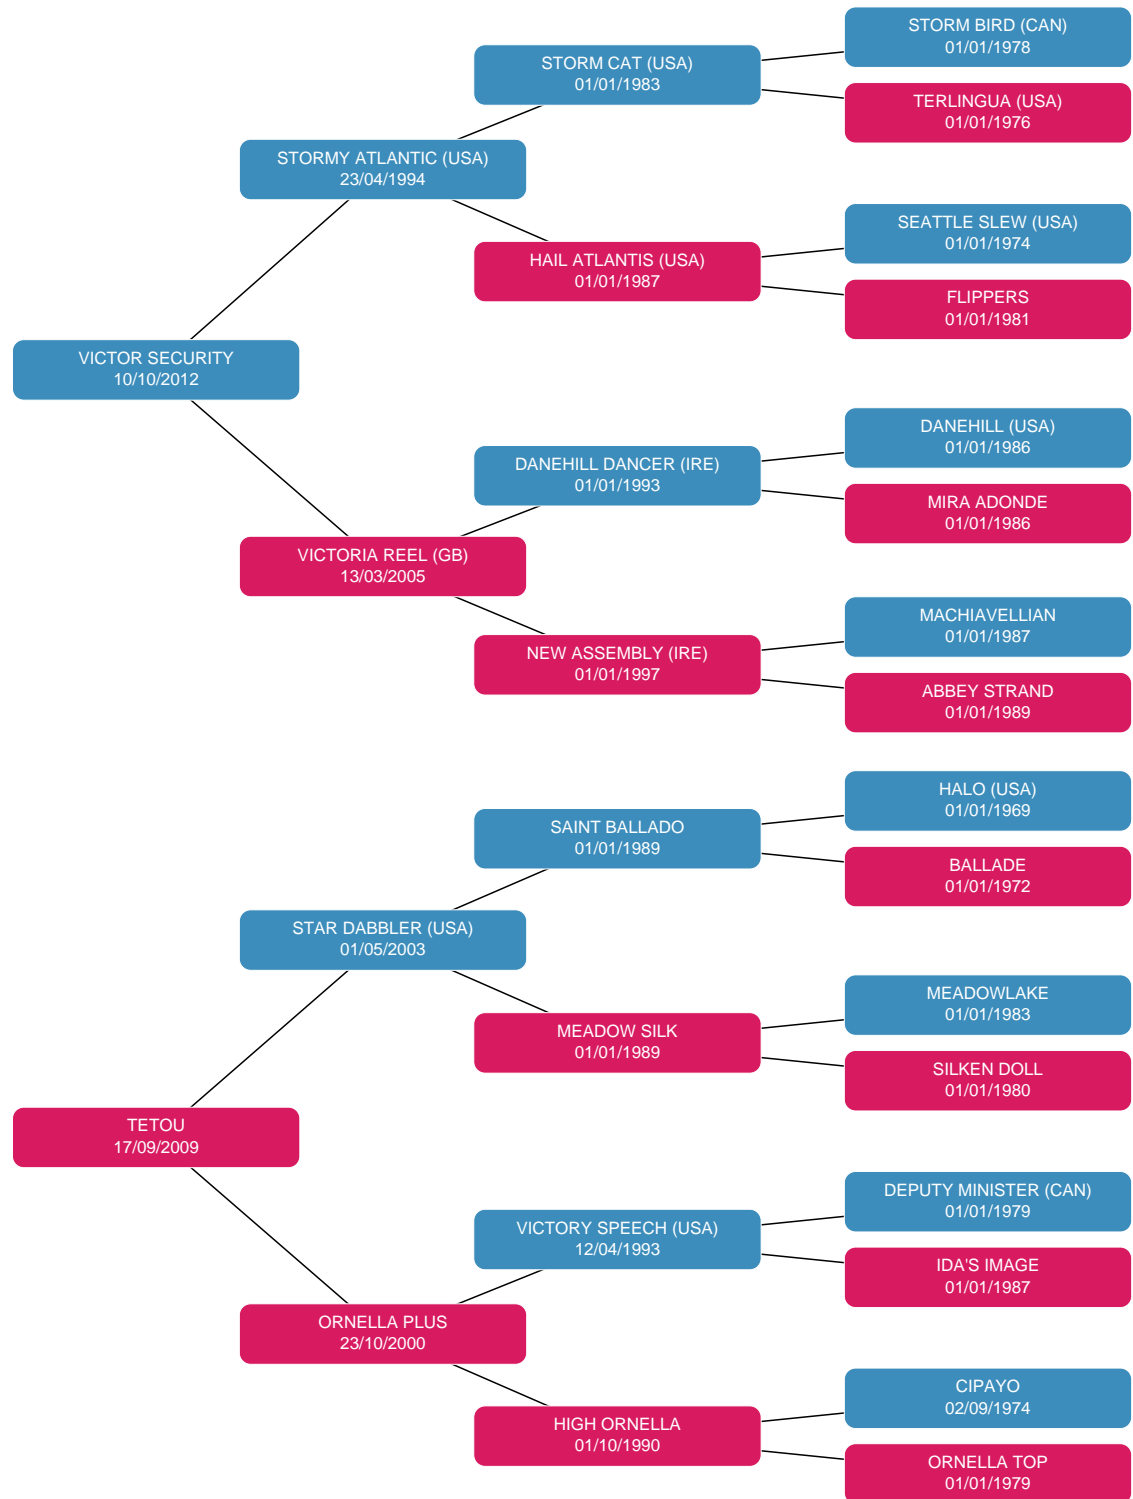 STORM BIRD (CAN)
01/01/1978
STORM CAT (USA)
01/01/1983
TERLINGUA (USA)
01/01/1976
STORMY ATLANTIC (USA)
23/04/1994
SEATTLE SLEW (USA)
01/01/1974
HAIL ATLANTIS (USA)
01/01/1987
FLIPPERS
01/01/1981
VICTOR SECURITY
10/10/2012
DANEHILL (USA)
01/01/1986
DANEHILL DANCER (IRE)
01/01/1993
MIRA ADONDE
01/01/1986
VICTORIA REEL (GB)
13/03/2005
MACHIAVELLIAN
01/01/1987
NEW ASSEMBLY (IRE)
01/01/1997
ABBEY STRAND
01/01/1989
HALO (USA)
01/01/1969
SAINT BALLADO
01/01/1989
BALLADE
01/01/1972
STAR DABBLER (USA)
01/05/2003
MEADOWLAKE
01/01/1983
MEADOW SILK
01/01/1989
SILKEN DOLL
01/01/1980
TETOU
17/09/2009
DEPUTY MINISTER (CAN)
01/01/1979
VICTORY SPEECH (USA)
12/04/1993
IDA'S IMAGE
01/01/1987
ORNELLA PLUS
23/10/2000
CIPAYO
02/09/1974
HIGH ORNELLA
01/10/1990
ORNELLA TOP
01/01/1979